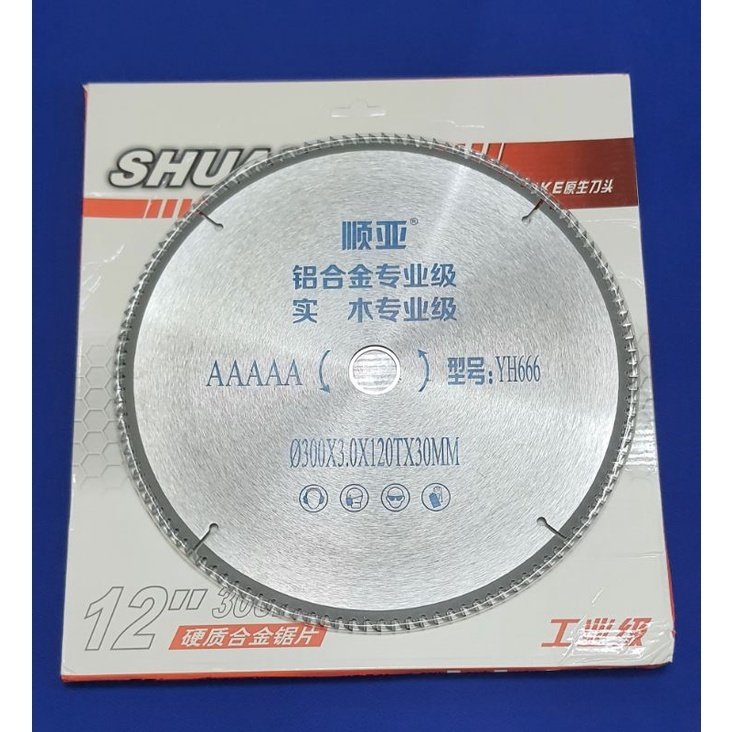 KE原生刀头
顺亚®
铝合金专业级
实 木专业级
AAAAA
型号:YH666
Ø300X3.0X120TX30MM
12"
硬质合金锯片
工业级